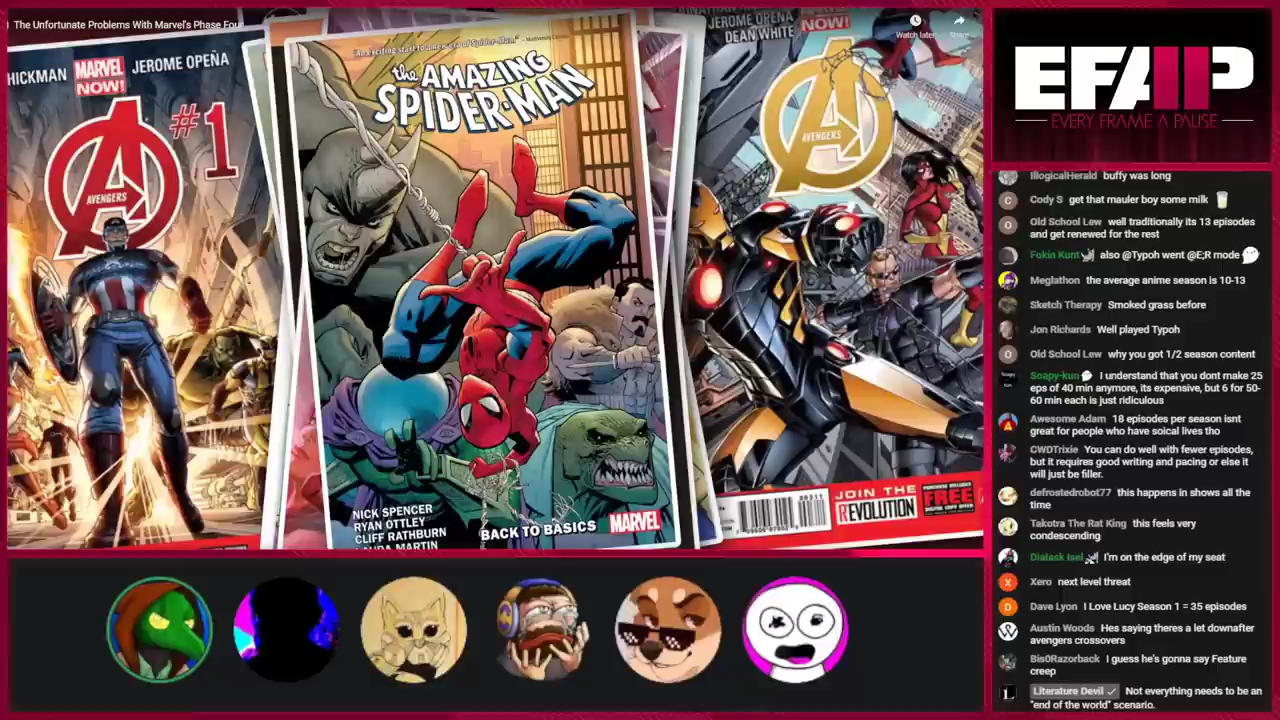 The Unfortunate Problems With Marvel's Phase Four
Watch later
Share
HICKMAN
MARVEL
NOW!
JEROME OPEÑA
#1
AVENGERS
the AMAZING
SPIDER-MAN
NICK SPENCER
RYAN OTTLEY
CLIFF RATHBURN
LAURA MARTIN
BACK TO BASICS
MARVEL
JEROME OPEÑA
DEAN WHITE
NOW!
AVENGERS
JOIN THE
REVOLUTION
FREE
EFAP
EVERY FRAME A PAUSE
IllogicalHerald buffy was long
Cody S get that mauler boy some milk 🥛
Old School Lew well traditionally its 13 episodes
and get renewed for the rest
Fokin Kunt also @Typoh went @E;R mode
Meglathon the average anime season is 10-13
Sketch Therapy Smoked grass before
Jon Richards Well played Typoh
Old School Lew why you got 1/2 season content
Soapy-kun I understand that you dont make 25
eps of 40 min anymore, its expensive, but 6 for 50-
60 min each is just ridiculous
Awesome Adam 18 episodes per season isnt
great for people who have soical lives tho
CWDTrixie You can do well with fewer episodes,
but it requires good writing and pacing or else it
will just be filler.
defrostedrobot77 this happens in shows all the
time
Takotra The Rat King this feels very
condescending
Dialask Isel I'm on the edge of my seat
Xero next level threat
Dave Lyon I Love Lucy Season 1 = 35 episodes
Austin Woods Hes saying theres a let downafter
avengers crossovers
Bis0Razorback I guess he's gonna say Feature
creep
Literature Devil Not everything needs to be an
"end of the world" scenario.